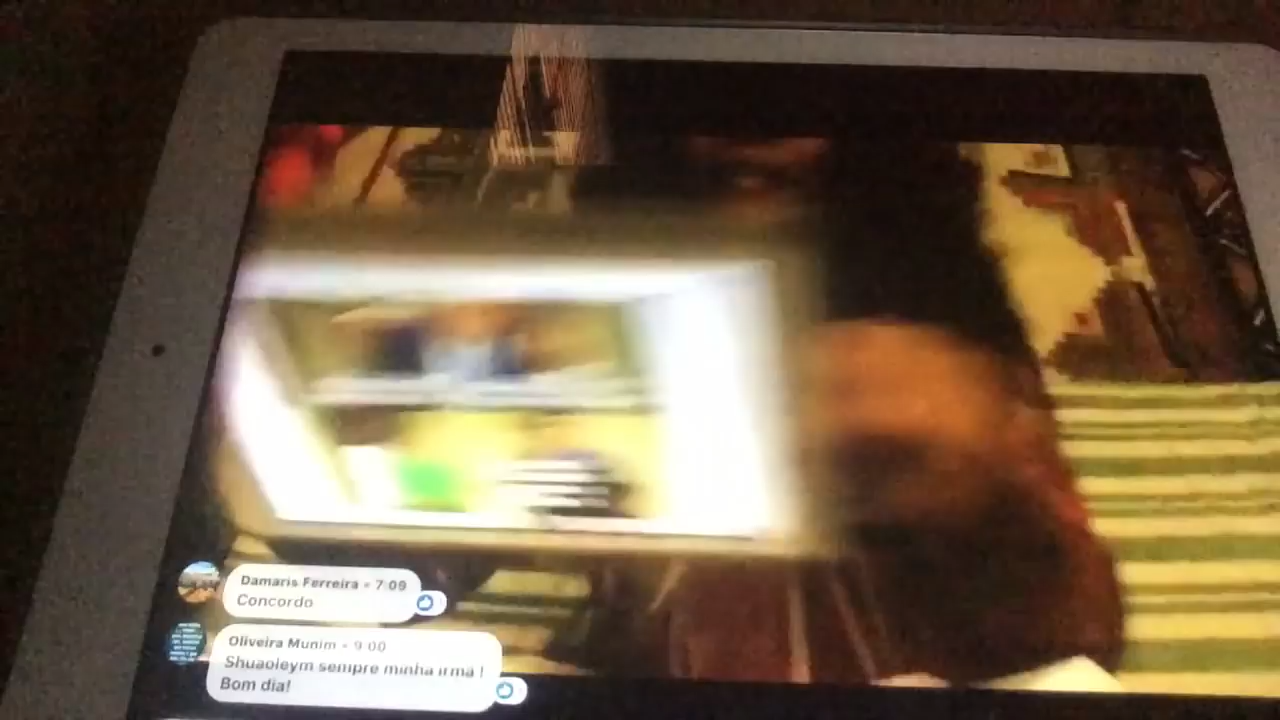 Damaris Ferreira • 7:09
Concordo
Oliveira Munim • 9:00
Shuaoleym sempre minha irmã !
Bom dia!